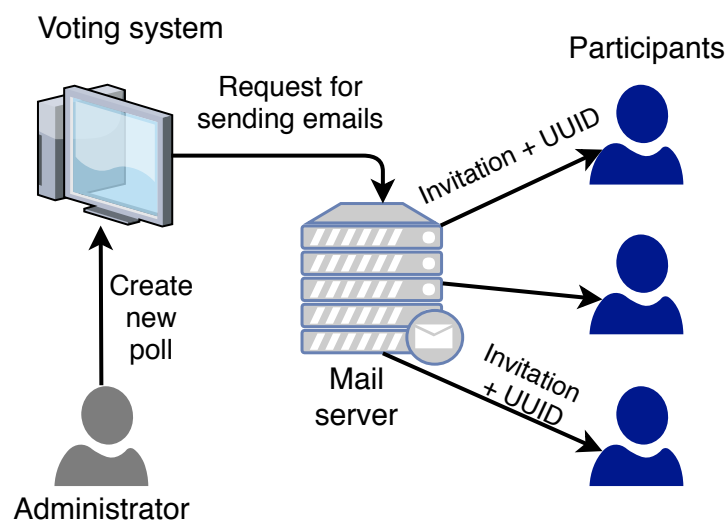 Voting system
Participants
Request for
sending emails
Invitation + UUID
Create
new
poll
Invitation
+ UUID
Mail
server
Administrator